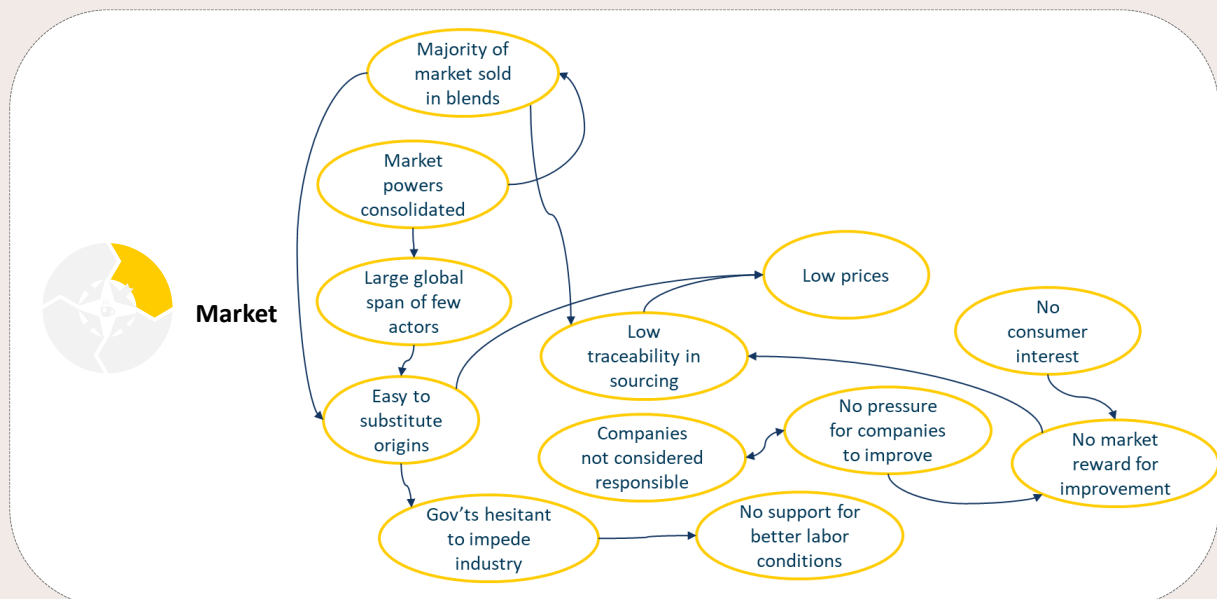 Majority of
market sold
in blends
Market
powers
consolidated
Large global
span of few
actors
Low prices
Market
Low
traceability in
sourcing
No
consumer
interest
Easy to
substitute
origins
Companies
not considered
responsible
No pressure
for companies
to improve
No market
reward for
improvement
Gov’ts hesitant
to impede
industry
No support for
better labor
conditions